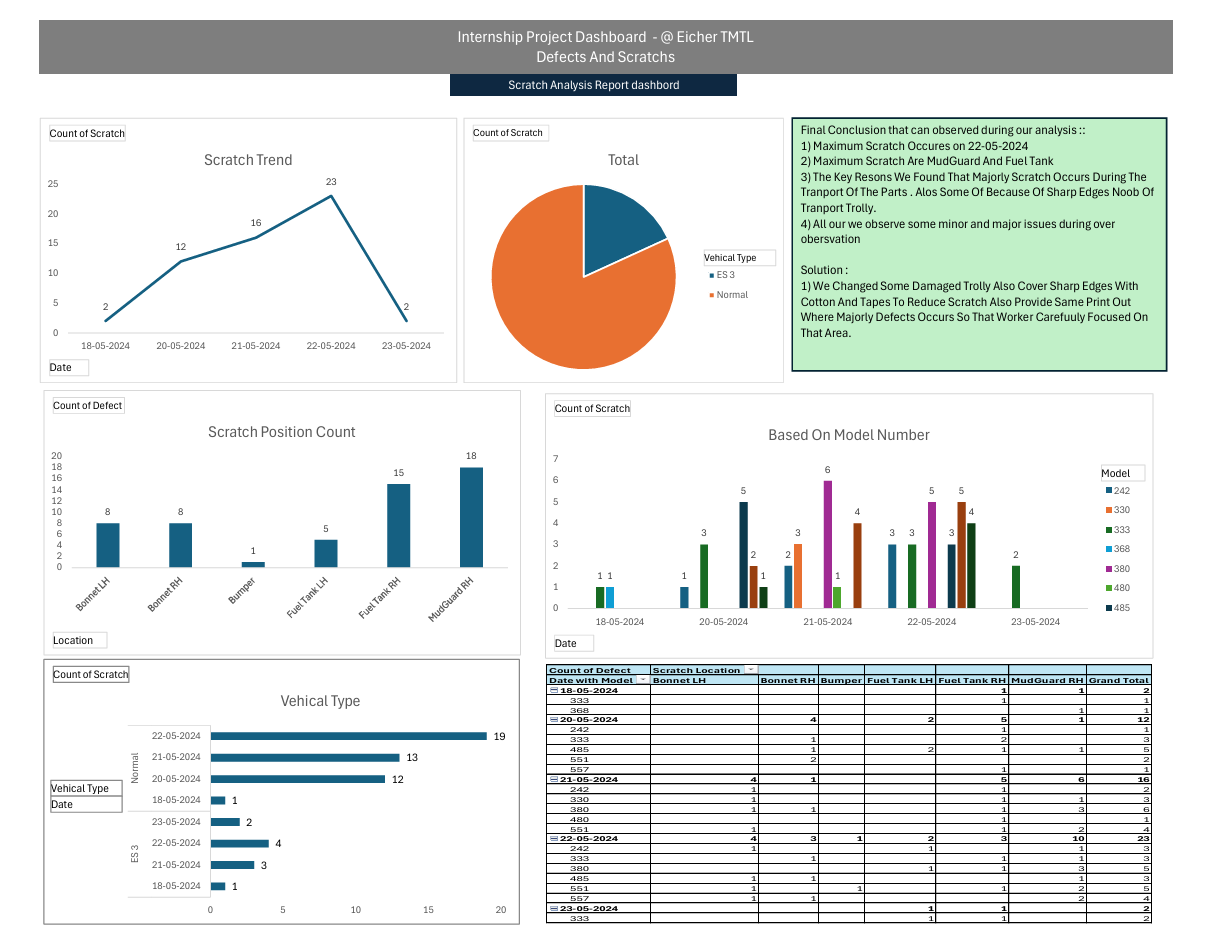 Internship Project Dashboard - @ Eicher TMTL
Defects And Scratchs
Scratch Analysis Report dashbord
Count of Scratch
Scratch Trend
25
20
15
10
5
0
2
12
16
23
2
18-05-2024
20-05-2024
21-05-2024
22-05-2024
23-05-2024
Date
Count of Scratch
Total
Vehical Type
ES 3
Normal
Final Conclusion that can observed during our analysis ::
1) Maximum Scratch Occures on 22-05-2024
2) Maximum Scratch Are MudGuard And Fuel Tank
3) The Key Resons We Found That Majorly Scratch Occurs During The
Tranport Of The Parts . Alos Some Of Because Of Sharp Edges Noob Of
Tranport Trolly.
4) All our we observe some minor and major issues during over
obersvation
Solution :
1) We Changed Some Damaged Trolly Also Cover Sharp Edges With
Cotton And Tapes To Reduce Scratch Also Provide Same Print Out
Where Majorly Defects Occurs So That Worker Carefuuly Focused On
That Area.
Count of Defect
Scratch Position Count
20
18
16
14
12
10
8
6
4
2
0
8
8
1
5
15
18
Bonnet LH
Bonnet RH
Bumper
Fuel Tank LH
Fuel Tank RH
MudGuard RH
Location
Count of Scratch
Based On Model Number
7
6
5
4
3
2
1
0
1 1
1 3 5 2 1
2 3 6 1 4
3 3 5 3 5 4
2
18-05-2024
20-05-2024
21-05-2024
22-05-2024
23-05-2024
Date
Model
242
330
333
368
380
480
485
Count of Scratch
Vehical Type
Vehical Type
Date
Normal
22-05-2024 19
21-05-2024 13
20-05-2024 12
18-05-2024 1
ES 3
23-05-2024 2
22-05-2024 4
21-05-2024 3
18-05-2024 1
0 5 10 15 20
Count of Defect Scratch Location
Date with Model Bonnet LH Bonnet RH Bumper Fuel Tank LH Fuel Tank RH MudGuard RH Grand Total
18-05-2024 1 1 2
333 1 1
368 1 1
20-05-2024 4 2 5 1 12
242 1 1
333 1 2 3
485 1 2 1 1 5
551 2 2
557 1 1
21-05-2024 4 1 5 6 16
242 1 1 2
330 1 1 1 3
380 1 1 1 3 6
480 1 1
551 1 1 2 4
22-05-2024 4 3 1 2 3 10 23
242 1 1 1 3
333 1 1 1 3
380 1 1 3 5
485 1 1 1 3
551 1 1 1 2 5
557 1 1 2 4
23-05-2024 1 1 2
333 1 1 2